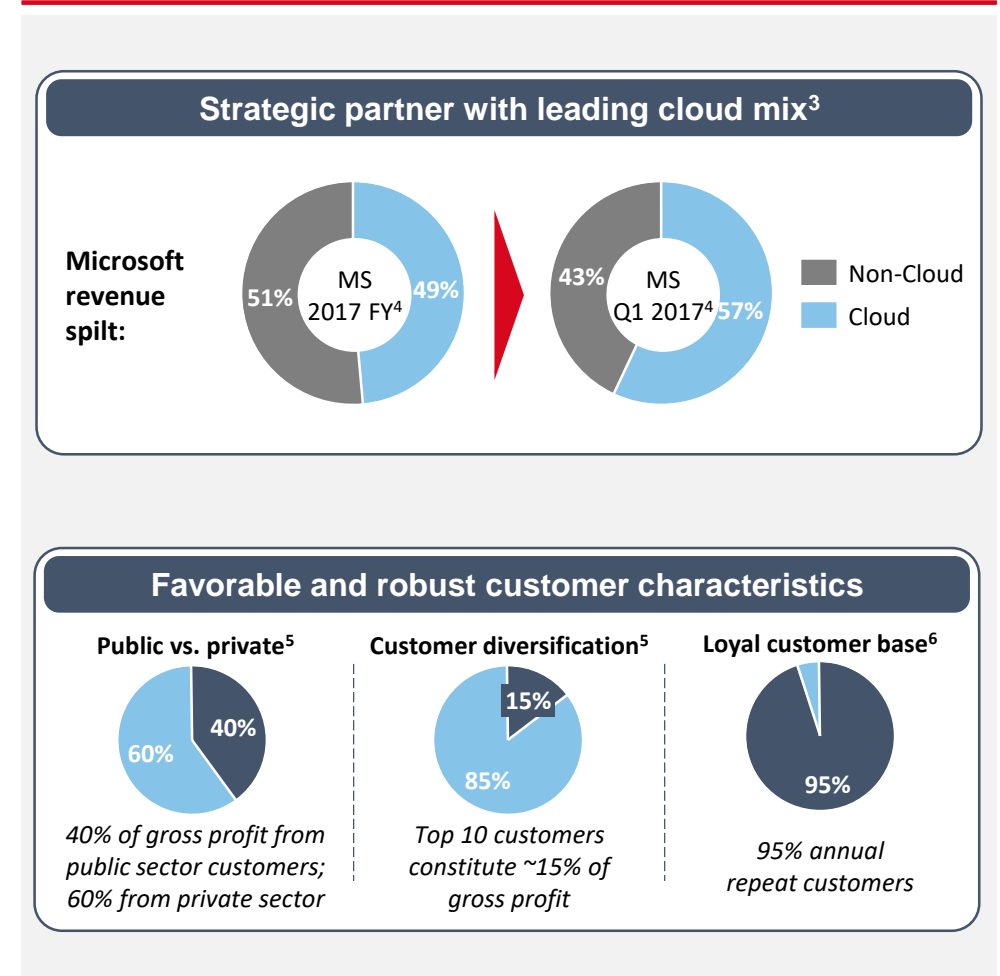 Strategic partner with leading cloud mix3
Microsoft
revenue
spilt:
51%
MS
2017 FY4
49%
43%
MS
Q1 20174
57%
Non-Cloud
Cloud
Favorable and robust customer characteristics
Public vs. private5
60%
40%
40% of gross profit from
public sector customers;
60% from private sector
Customer diversification5
15%
85%
Top 10 customers
constitute ~15% of
gross profit
Loyal customer base6
95%
95% annual
repeat customers